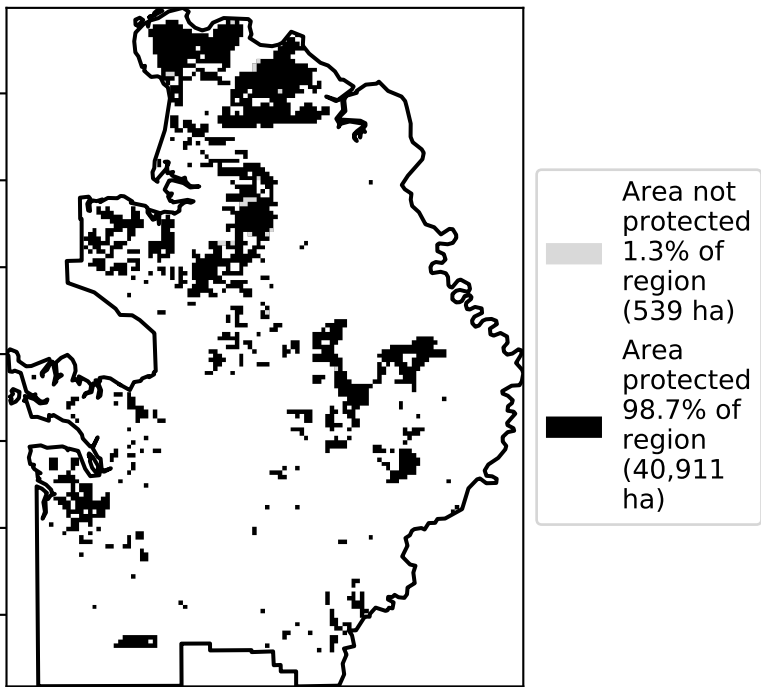 Area not
protected
1.3% of
region
(539 ha)
Area
protected
98.7% of
region
(40,911
ha)